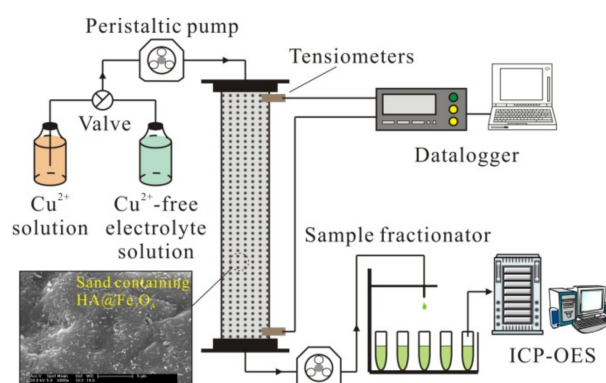 Peristaltic pump
Tensiometers
Valve
Datalogger
Cu²⁺
solution
Cu²⁺-free
electrolyte
solution
Sample fractionator
Sand containing
HA@Fe₃O₄
ICP-OES